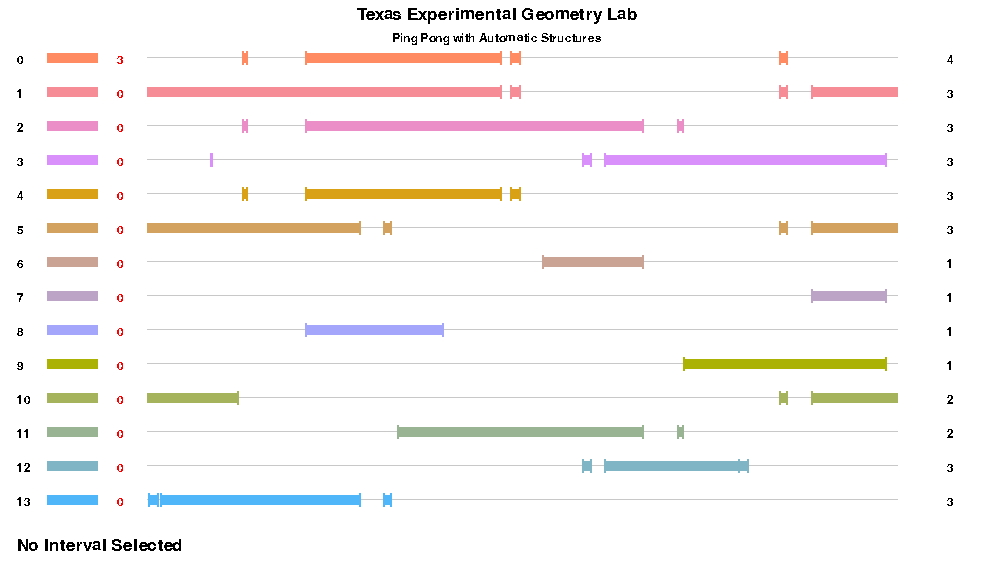 Texas Experimental Geometry Lab
Ping Pong with Automatic Structures
0 3 4
1 0 3
2 0 3
3 0 3
4 0 3
5 0 3
6 0 1
7 0 1
8 0 1
9 0 1
10 0 2
11 0 2
12 0 3
13 0 3
No Interval Selected